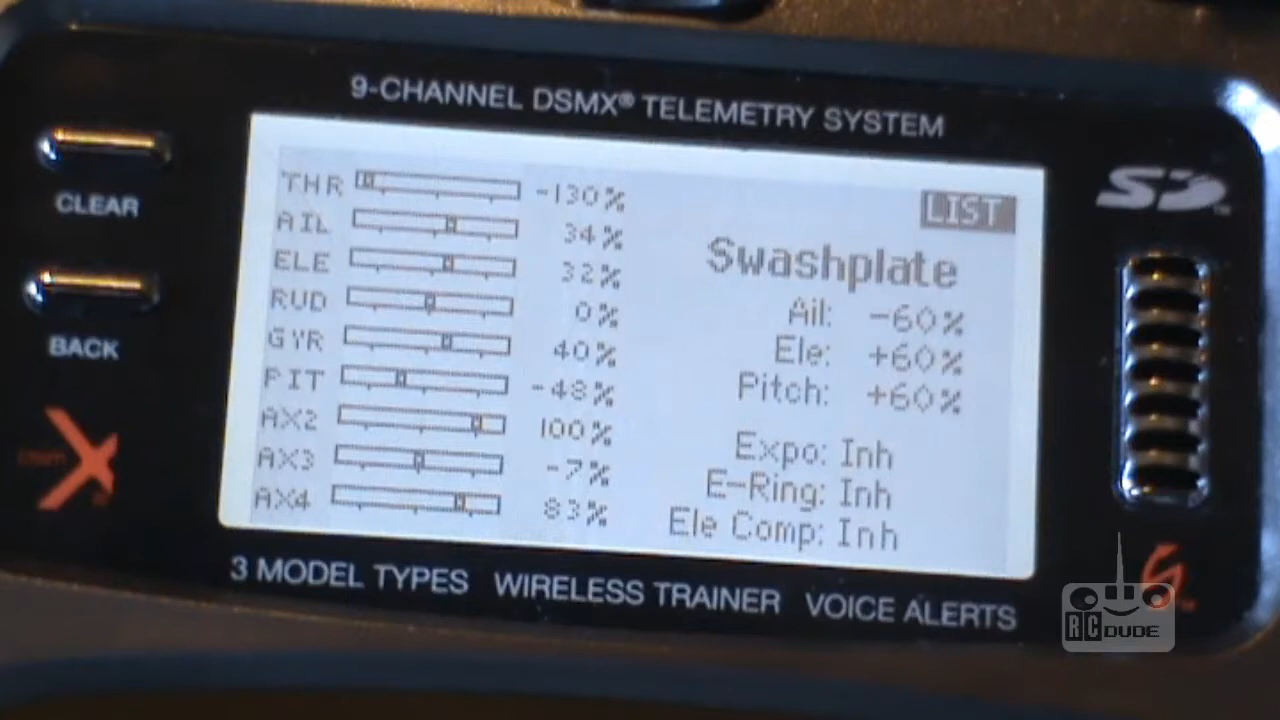 9-CHANNEL DSMX® TELEMETRY SYSTEM
CLEAR
BACK
THR -130%
AIL 34%
ELE 32%
RUD 0%
GYR 40%
PIT -48%
AX2 100%
AX3 -7%
AX4 83%
LIST
Swashplate
Ail: -60%
Ele: +60%
Pitch: +60%
Expo: Inh
E-Ring: Inh
Ele Comp: Inh
SD
3 MODEL TYPES WIRELESS TRAINER VOICE ALERTS
RC DUDE